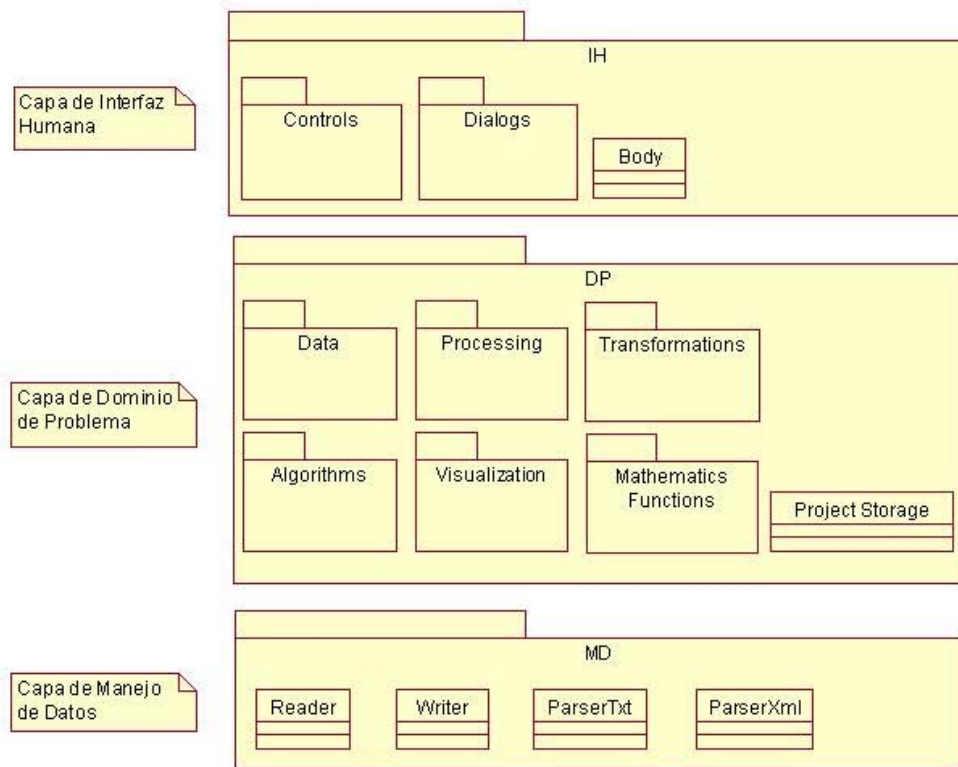 IH
Capa de Interfaz
Humana
Controls
Dialogs
Body
DP
Data
Processing
Transformations
Capa de Dominio
de Problema
Algorithms
Visualization
Mathematics
Functions
Project Storage
MD
Capa de Manejo
de Datos
Reader
Writer
ParserTxt
ParserXml